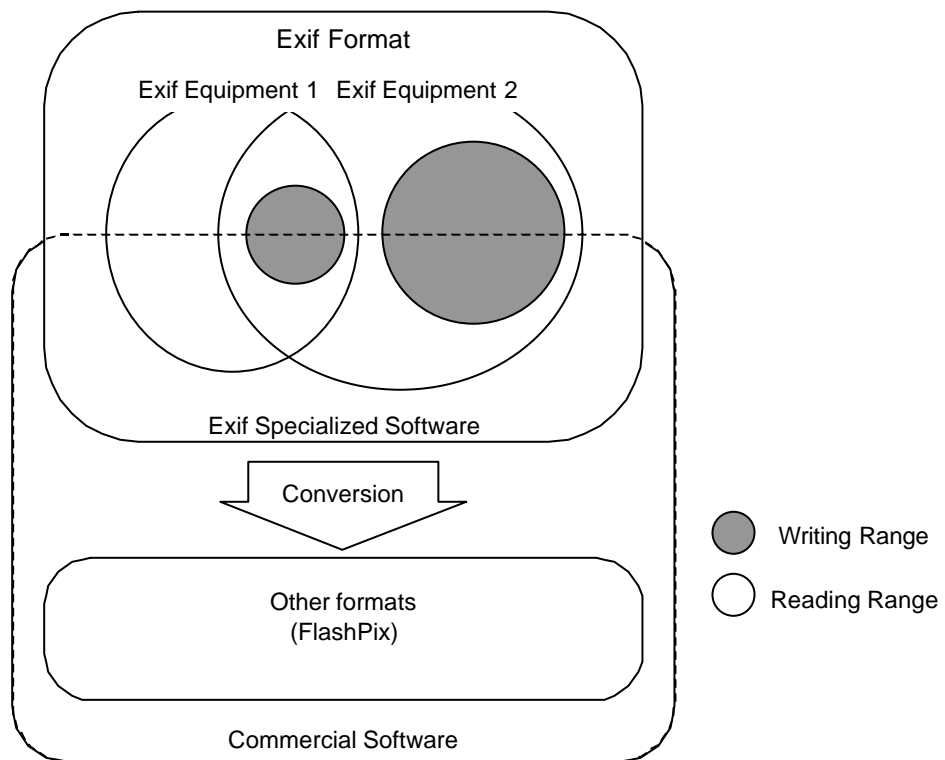 Exif Format
Exif Equipment 1 Exif Equipment 2
Exif Specialized Software
Conversion
Other formats
(FlashPix)
Commercial Software
Writing Range
Reading Range